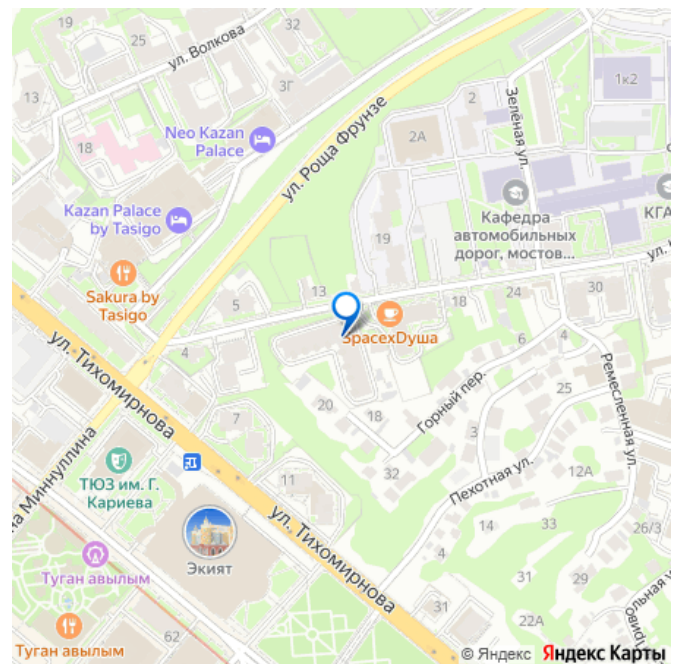 19
25
ул. Волкова
32
3Г
13
1к2
18
Neo Kazan
Palace
ул. Роща Фрунзе
2
2А
Зелёная ул.
Kazan Palace
by Tasigo
Кафедра
автомобильных
дорог, мостов...
КГА
19
Sakura by
Tasigo
5
13
18
24
30
SpacexDуша
4
6
ул. Тихомирнова
Горный пер.
25
Ремесленная ул.
20
18
7
3
на Миннуллина
ТЮЗ им. Г.
Кариева
11
32
Пехотная ул.
12А
ул. Тихомирнова
14
33
26/3
Экият
4
Туган авылым
31
29
31
22А
62
Туган авылым
© Яндекс Яндекс Карты